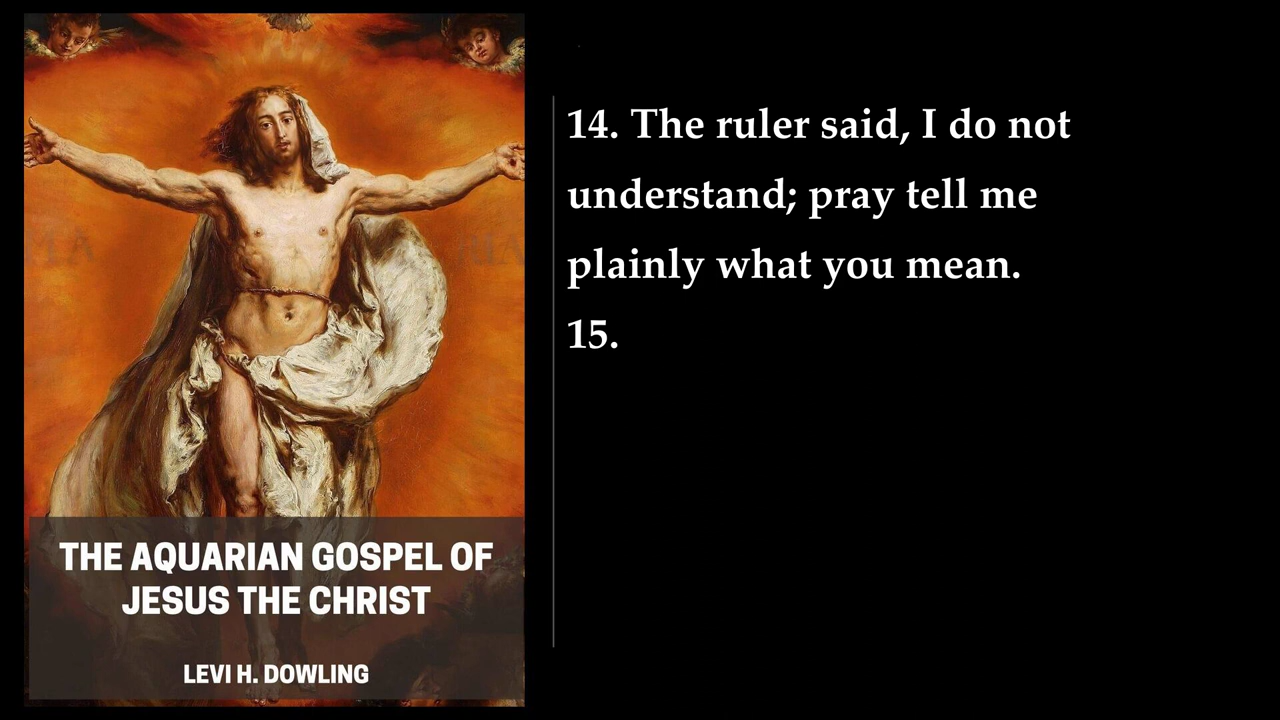 THE AQUARIAN GOSPEL OF
JESUS THE CHRIST
LEVI H. DOWLING
14. The ruler said, I do not
understand; pray tell me
plainly what you mean.
15.